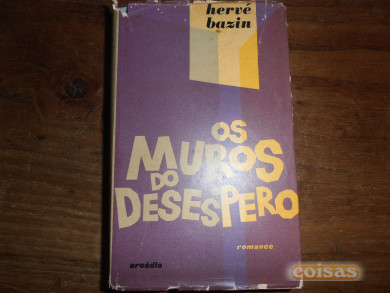 hervé
bazin
OS
MUROS
DO
DESESPERO
romance
arcádia
coisas